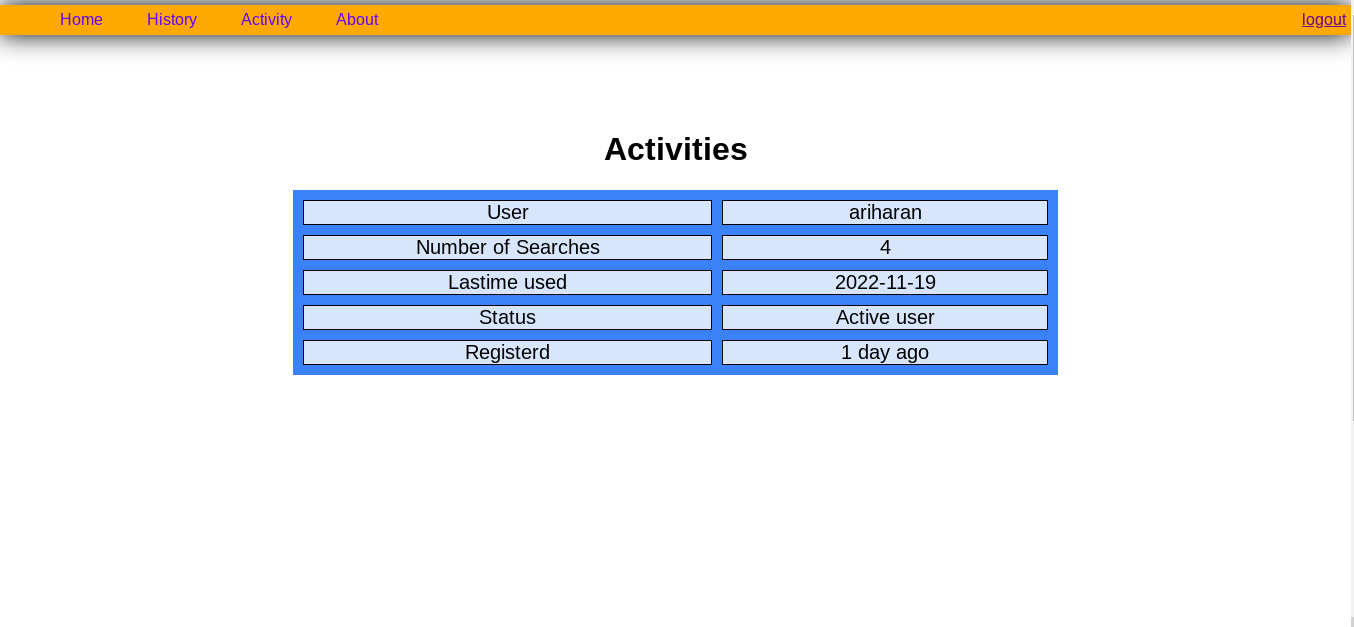 Home History Activity About logout
Activities
User ariharan
Number of Searches 4
Lastime used 2022-11-19
Status Active user
Registerd 1 day ago